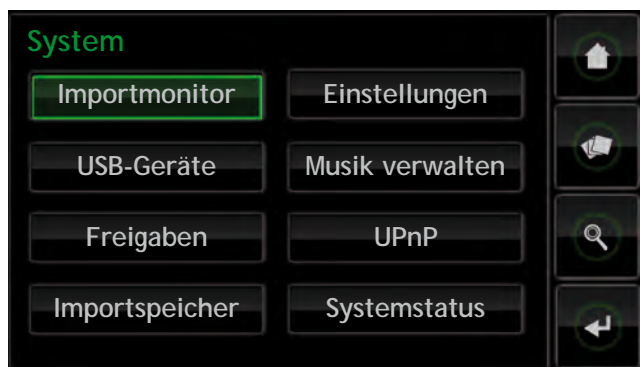 System
Importmonitor
Einstellungen
USB-Geräte
Musik verwalten
Freigaben
UPnP
Importspeicher
Systemstatus